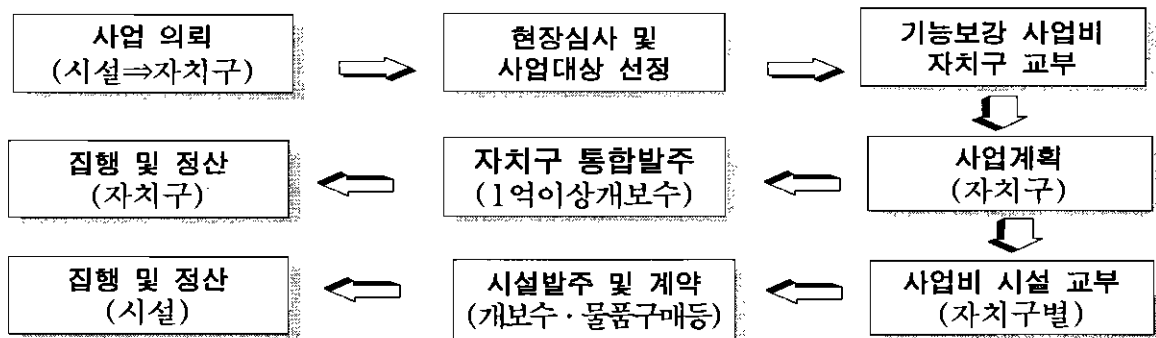 사업 의뢰
(시설⇒자치구)
현장심사 및
사업대상 선정
기능보강 사업비
자치구 교부
집행 및 정산
(자치구)
자치구 통합발주
(1억이상개보수)
사업계획
(자치구)
집행 및 정산
(시설)
시설발주 및 계약
(개보수·물품구매등)
사업비 시설 교부
(자치구별)